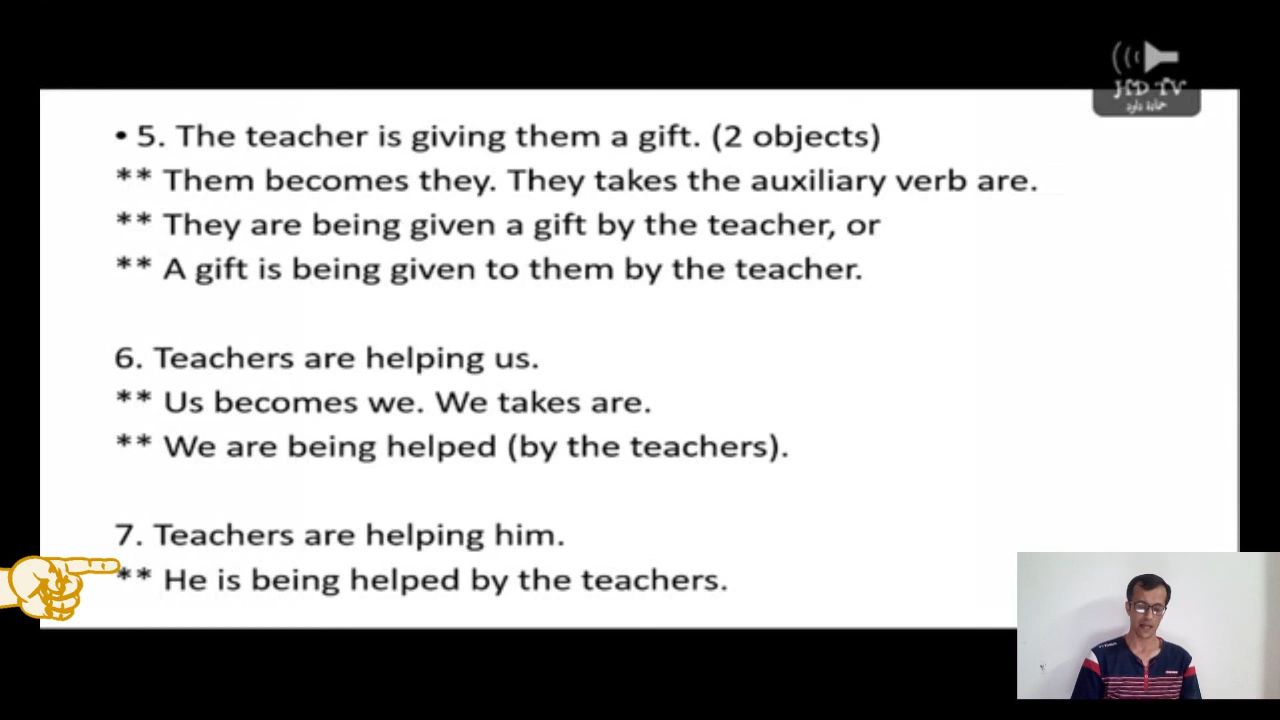 JHD TV
• 5. The teacher is giving them a gift. (2 objects)
** Them becomes they. They takes the auxiliary verb are.
** They are being given a gift by the teacher, or
** A gift is being given to them by the teacher.
6. Teachers are helping us.
** Us becomes we. We takes are.
** We are being helped (by the teachers).
7. Teachers are helping him.
** He is being helped by the teachers.